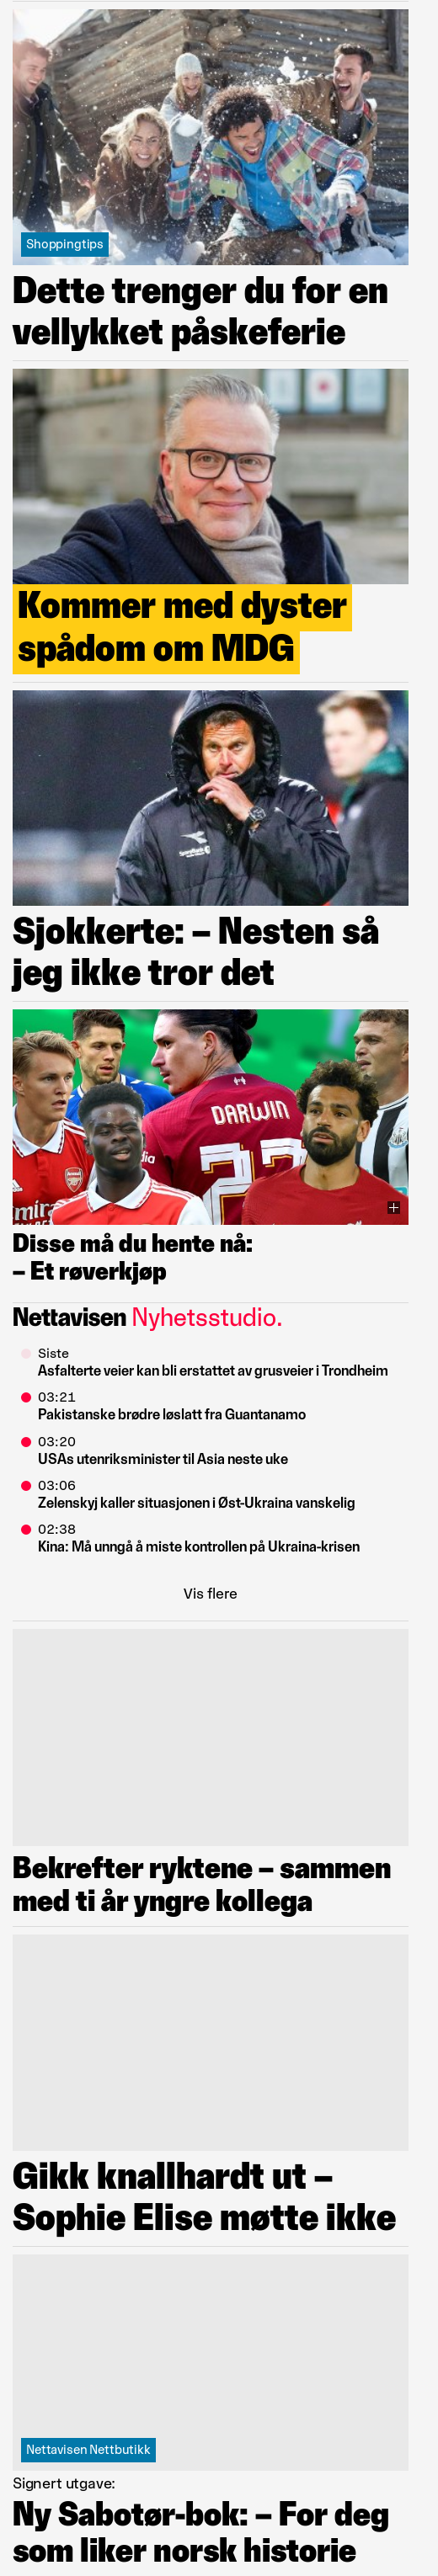 Shoppingtips
Dette trenger du for en
vellykket påskeferie
Kommer med dyster
spådom om MDG
Sjokkerte: – Nesten så
jeg ikke tror det
DARWIN
27
Disse må du hente nå:
– Et røverkjøp
Nettavisen Nyhetsstudio.
Siste
Asfalterte veier kan bli erstattet av grusveier i Trondheim
03:21
Pakistanske brødre løslatt fra Guantanamo
03:20
USAs utenriksminister til Asia neste uke
03:06
Zelenskyj kaller situasjonen i Øst-Ukraina vanskelig
02:38
Kina: Må unngå å miste kontrollen på Ukraina-krisen
Vis flere
Bekrefter ryktene – sammen
med ti år yngre kollega
Gikk knallhardt ut –
Sophie Elise møtte ikke
Nettavisen Nettbutikk
Signert utgave:
Ny Sabotør-bok: – For deg
som liker norsk historie